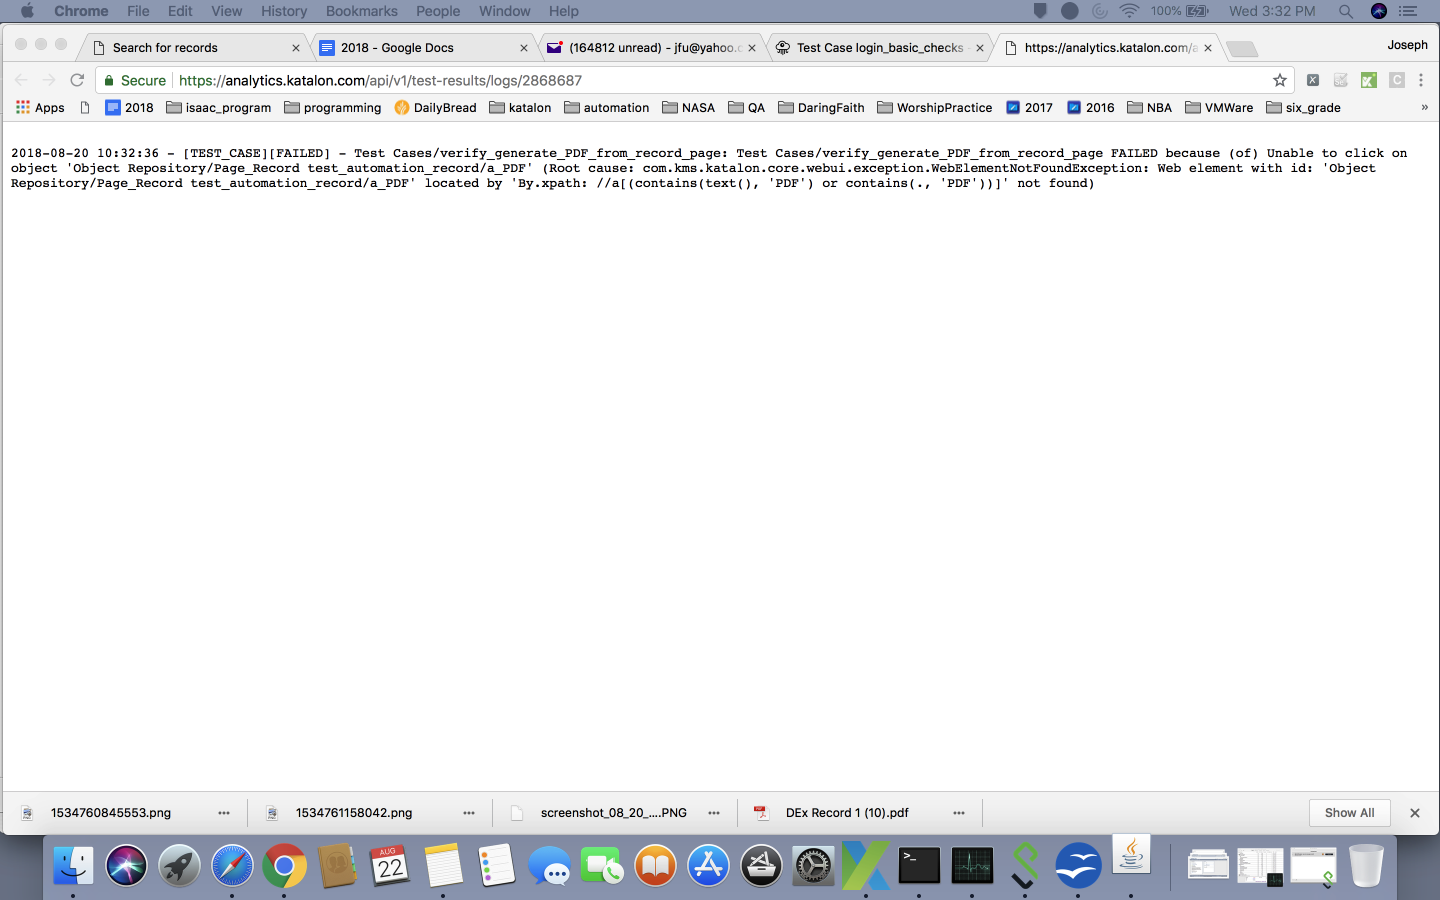 Chrome File Edit View History Bookmarks People Window Help 100% Wed 3:32 PM
Search for records
2018 - Google Docs
(164812 unread) - jfu@yahoo.c
Test Case login_basic_checks
https://analytics.katalon.com/a
Joseph
Secure https://analytics.katalon.com/api/v1/test-results/logs/2868687
Apps 2018 isaac_program programming DailyBread katalon automation NASA QA DaringFaith WorshipPractice 2017 2016 NBA VMWare six_grade »
2018-08-20 10:32:36 - [TEST_CASE][FAILED] - Test Cases/verify_generate_PDF_from_record_page: Test Cases/verify_generate_PDF_from_record_page FAILED because (of) Unable to click on
object 'Object Repository/Page_Record test_automation_record/a_PDF' (Root cause: com.kms.katalon.core.webui.exception.WebElementNotFoundException: Web element with id: 'Object
Repository/Page_Record test_automation_record/a_PDF' located by 'By.xpath: //a[(contains(text(), 'PDF') or contains(., 'PDF'))]' not found)
1534760845553.png
1534761158042.png
screenshot_08_20_....PNG
DEx Record 1 (10).pdf
Show All
AUG
22